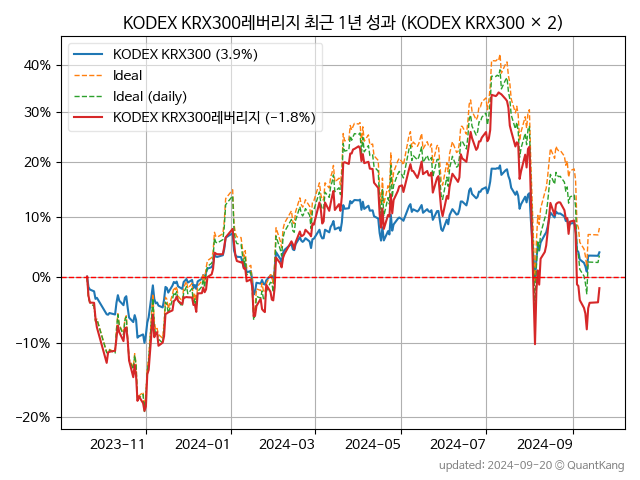 KODEX KRX300레버리지 최근 1년 성과 (KODEX KRX300 × 2)
KODEX KRX300 (3.9%)
Ideal
Ideal (daily)
KODEX KRX300레버리지 (−1.8%)
40%
30%
20%
10%
0%
−10%
−20%
2023-11
2024-01
2024-03
2024-05
2024-07
2024-09
updated: 2024-09-20 © QuantKang